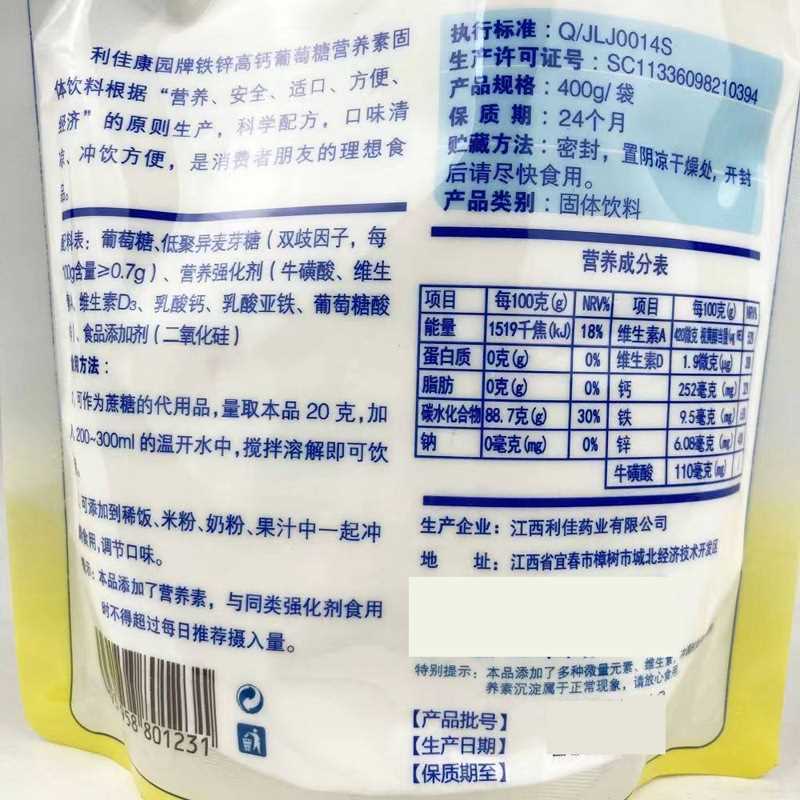 利佳康园牌铁锌高钙葡萄糖营养素固
体饮料根据“营养、安全、适口、方便、
经济”的原则生产，科学配方，口味清
凉、冲饮方便，是消费者朋友的理想食
品。
料表：葡萄糖、低聚异麦芽糖（双歧因子，每
00g含量≥0.7g）、营养强化剂（牛磺酸、维生
维生素D3、乳酸钙、乳酸亚铁、葡萄糖酸
、食品添加剂（二氧化硅）
方法：
可作为蔗糖的代用品，量取本品 20 克，加
入200~300ml 的温开水中，搅拌溶解即可饮
可添加到稀饭、米粉、奶粉、果汁中一起冲
食用，调节口味。
示：本品添加了营养素，与同类强化剂食用
时不得超过每日推荐摄入量。
958 801231
执行标准：Q/JLJ0014S
生产许可证号：SC11336098210394
产品规格：400g/袋
保 质 期：24个月
贮藏方法：密封，置阴凉干燥处，开封
后请尽快食用。
产品类别：固体饮料
营养成分表
项目 每100克(g) NRV% 项目 每100克(g) NRV%
能量 1519千焦(kJ) 18% 维生素A 420微克
蛋白质 0克(g) 0% 维生素D 1.9微克(μg)
脂肪 0克(g) 0% 钙 252毫克(mg)
碳水化合物 88.7克(g) 30% 铁 9.5毫克(mg)
钠 0毫克(mg) 0% 锌 6.08毫克(mg)
牛磺酸 110毫克(mg)
生产企业：江西利佳药业有限公司
地 址：江西省宜春市樟树市城北经济技术开发区
特别提示：本品添加了多种微量元素、维生素，
养素沉淀属于正常现象，请放心食用
【产品批号】
【生产日期】
【保质期至】